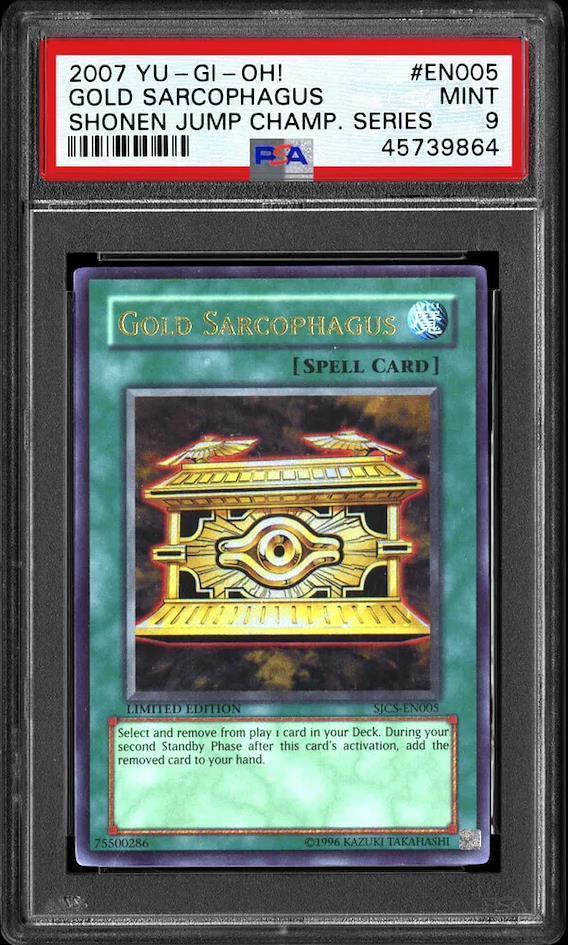 2007 YU-GI-OH! #EN005
GOLD SARCOPHAGUS MINT
SHONEN JUMP CHAMP. SERIES 9
PSA 45739864
GOLD SARCOPHAGUS 魔
[SPELL CARD]
LIMITED EDITION SJCS-EN005
Select and remove from play 1 card in your Deck. During your
second Standby Phase after this card's activation, add the
removed card to your hand.
75500286 ©1996 KAZUKI TAKAHASHI